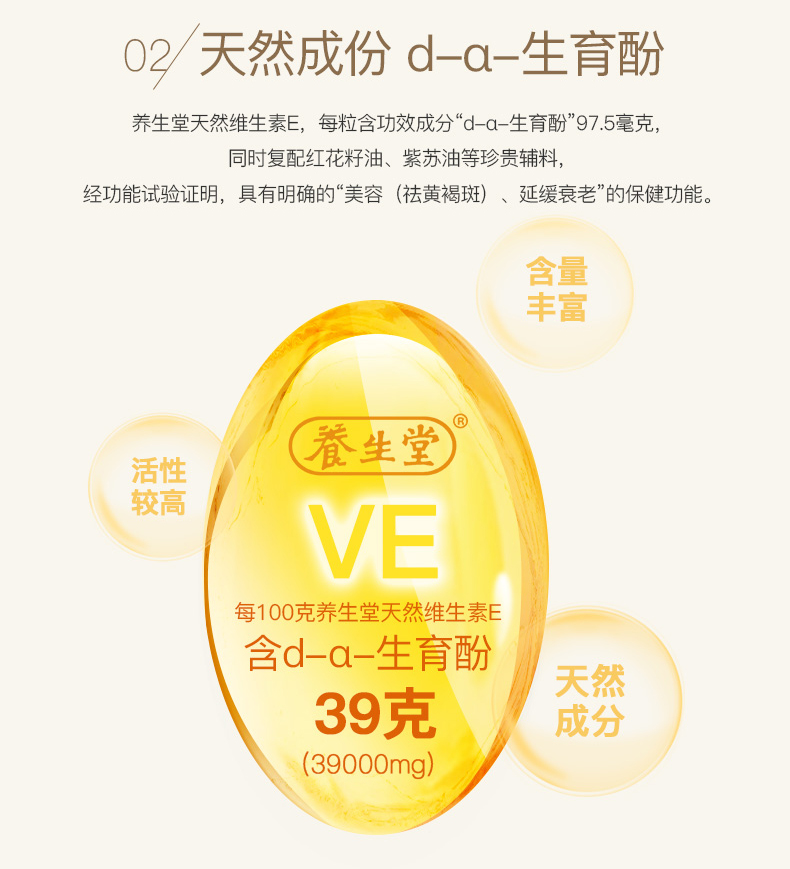 02/天然成份 d-α-生育酚
养生堂天然维生素E，每粒含功效成分“d-α-生育酚”97.5毫克，
同时复配红花籽油、紫苏油等珍贵辅料，
经功能试验证明，具有明确的“美容（祛黄褐斑）、延缓衰老”的保健功能。
含量
丰富
活性
较高
養生堂®
VE
每100克养生堂天然维生素E
含d-α-生育酚
39克
(39000mg)
天然
成分